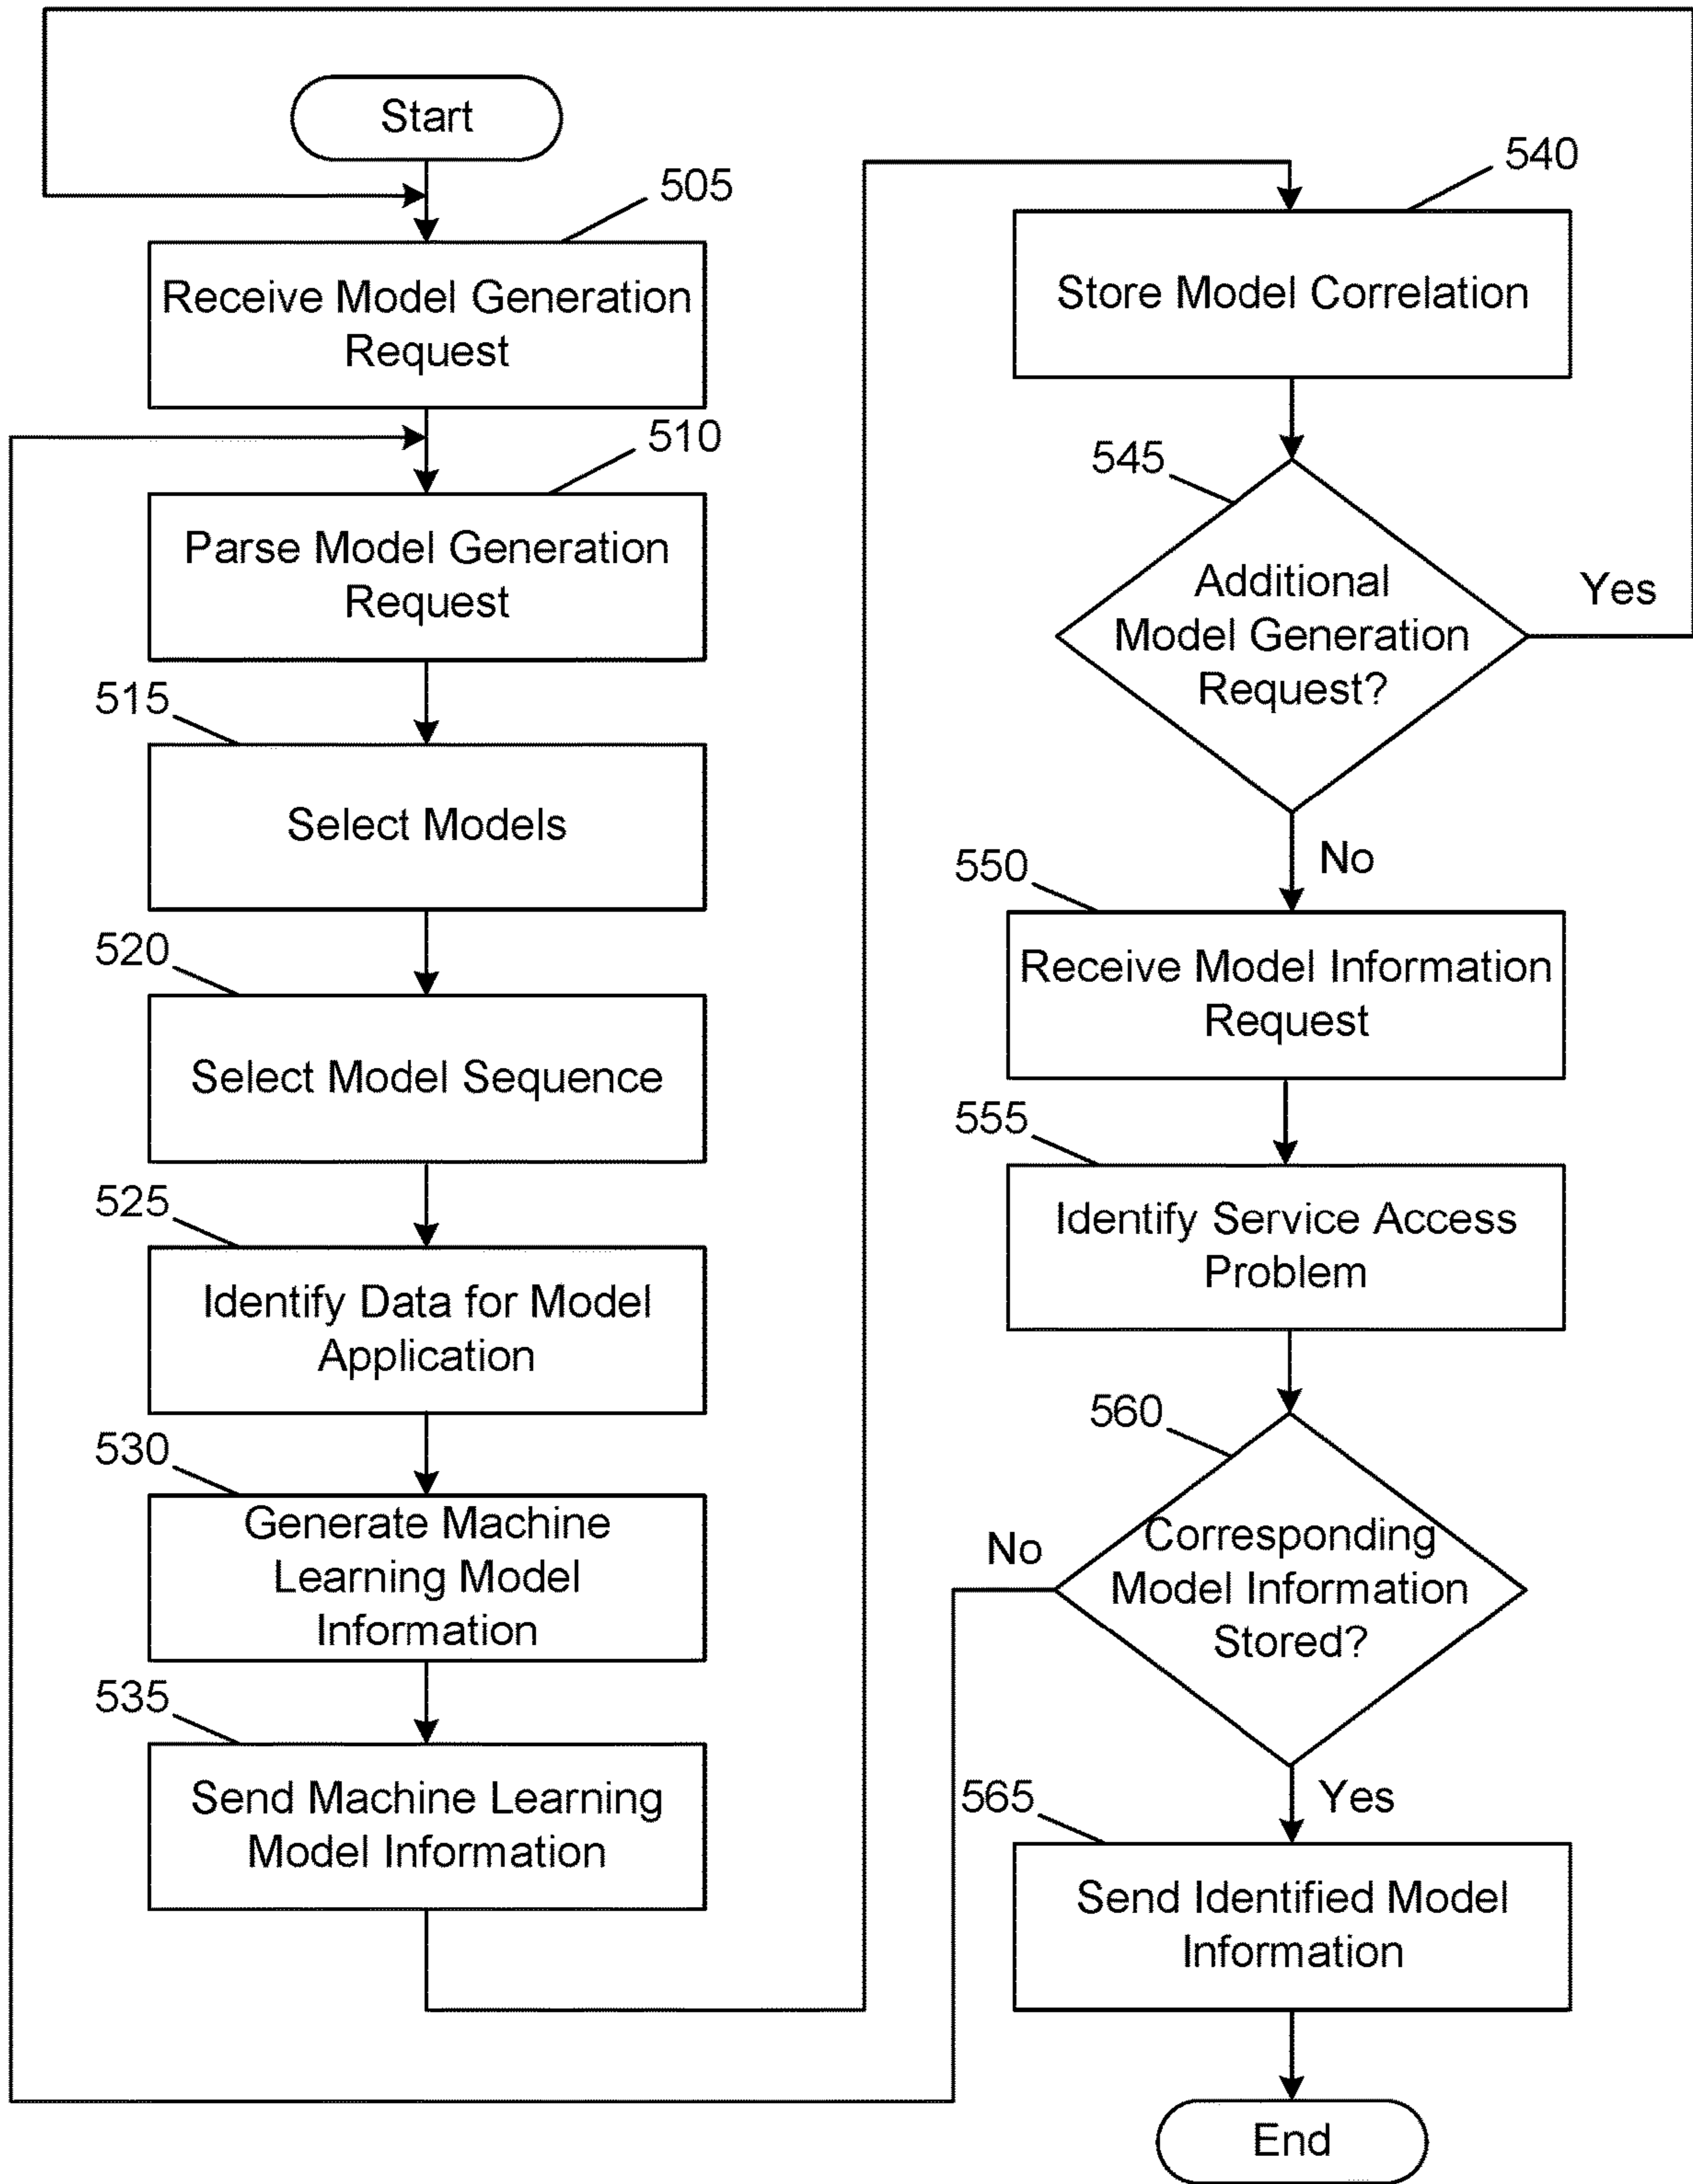 Start
505
Receive Model Generation
Request
510
Parse Model Generation
Request
515
Select Models
520
Select Model Sequence
525
Identify Data for Model
Application
530
Generate Machine
Learning Model
Information
535
Send Machine Learning
Model Information
540
Store Model Correlation
545
Additional
Model Generation
Request?
Yes
No
550
Receive Model Information
Request
555
Identify Service Access
Problem
560
Corresponding
Model Information
Stored?
No
Yes
565
Send Identified Model
Information
End